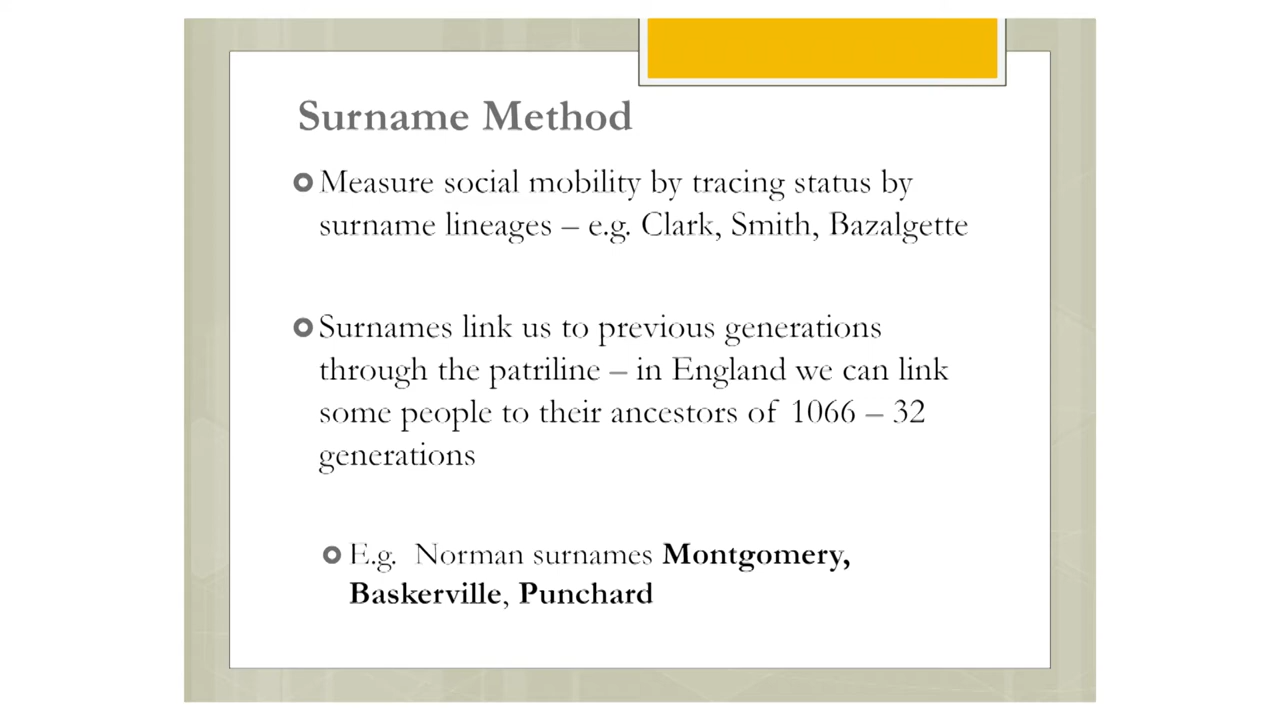 Surname Method
Measure social mobility by tracing status by
surname lineages – e.g. Clark, Smith, Bazalgette
Surnames link us to previous generations
through the patriline – in England we can link
some people to their ancestors of 1066 – 32
generations
E.g. Norman surnames Montgomery,
Baskerville, Punchard